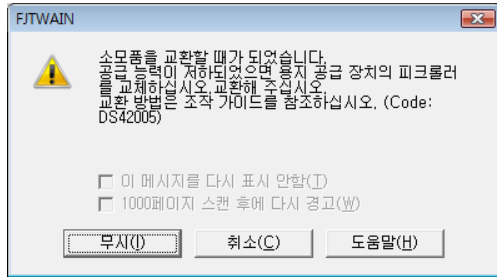 FJTWAIN
소모품을 교환할 때가 되었습니다.
공급 능력이 저하되었으면 용지 공급 장치의 피크롤러
를 교체하십시오.교환해 주십시오.
교환 방법은 조작 가이드를 참조하십시오. (Code:
DS42005)
이 메시지를 다시 표시 안함(T)
1000페이지 스캔 후에 다시 경고(W)
무시(I) 취소(C) 도움말(H)